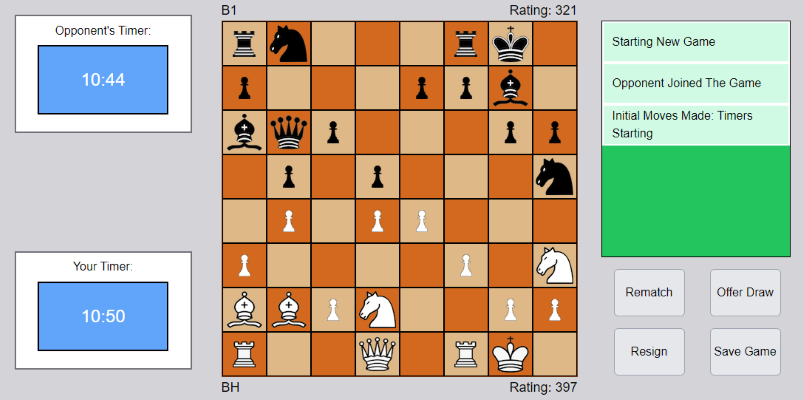 Opponent's Timer:
10:44
Your Timer:
10:50
B1
Rating: 321
BH
Rating: 397
Starting New Game
Opponent Joined The Game
Initial Moves Made: Timers
Starting
Rematch
Offer Draw
Resign
Save Game